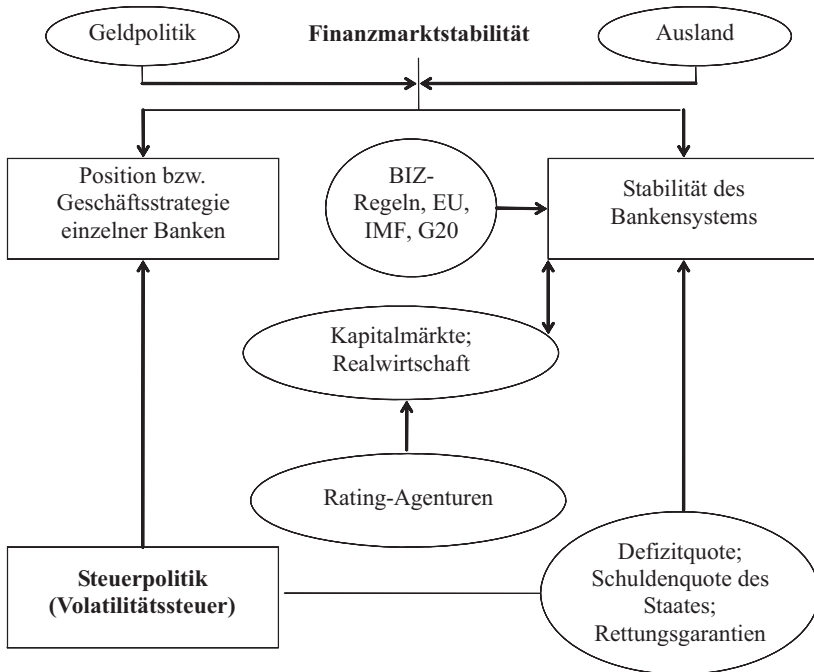 Geldpolitik
Finanzmarktstabilität
Ausland
Position bzw.
Geschäftsstrategie
einzelner Banken
BIZ-
Regeln, EU,
IMF, G20
Stabilität des
Bankensystems
Kapitalmärkte;
Realwirtschaft
Rating-Agenturen
Steuerpolitik
(Volatilitätssteuer)
Defizitquote;
Schuldenquote des
Staates;
Rettungsgarantien